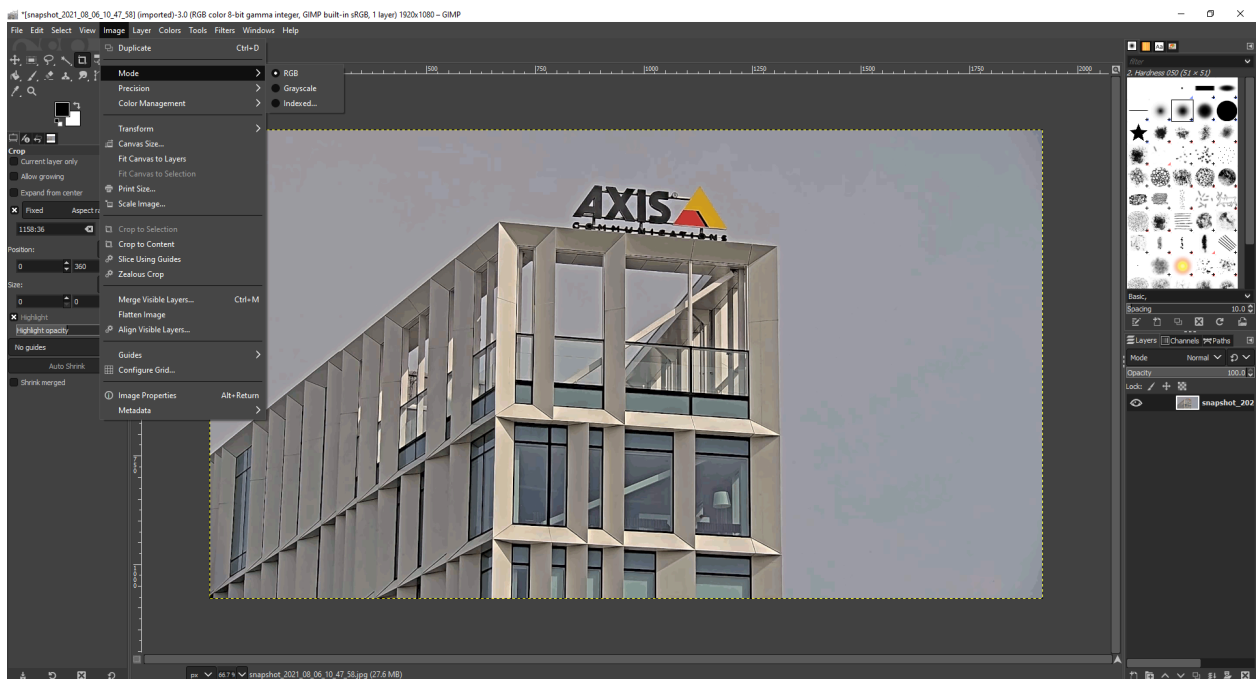 *[snapshot_2021_08_06_10_47_58] (imported)-3.0 (RGB color 8-bit gamma integer, GIMP built-in sRGB, 1 layer) 1920x1080 – GIMP
File Edit Select View Image Layer Colors Tools Filters Windows Help
Duplicate Ctrl+D
Mode
RGB
Grayscale
Indexed...
Precision
Color Management
Transform
Canvas Size...
Fit Canvas to Layers
Fit Canvas to Selection
Print Size...
Scale Image...
Crop to Selection
Crop to Content
Slice Using Guides
Zealous Crop
Merge Visible Layers... Ctrl+M
Flatten Image
Align Visible Layers...
Guides
Configure Grid...
Image Properties Alt+Return
Metadata
Crop
Current layer only
Allow growing
Expand from center
Fixed Aspect ra
1158:36
Position:
0 360
Size:
0 0
Highlight
Highlight opacity
No guides
Auto Shrink
Shrink merged
500 750 1000 1250 1500 1750 2000
750
1000
AXIS
COMMUNICATIONS
px 66.7 % snapshot_2021_08_06_10_47_58.jpg (27.6 MB)
filter
2. Hardness 050 (51 × 51)
Basic,
Spacing 10.0
Layers Channels Paths
Mode Normal
Opacity 100.0
Lock:
snapshot_202